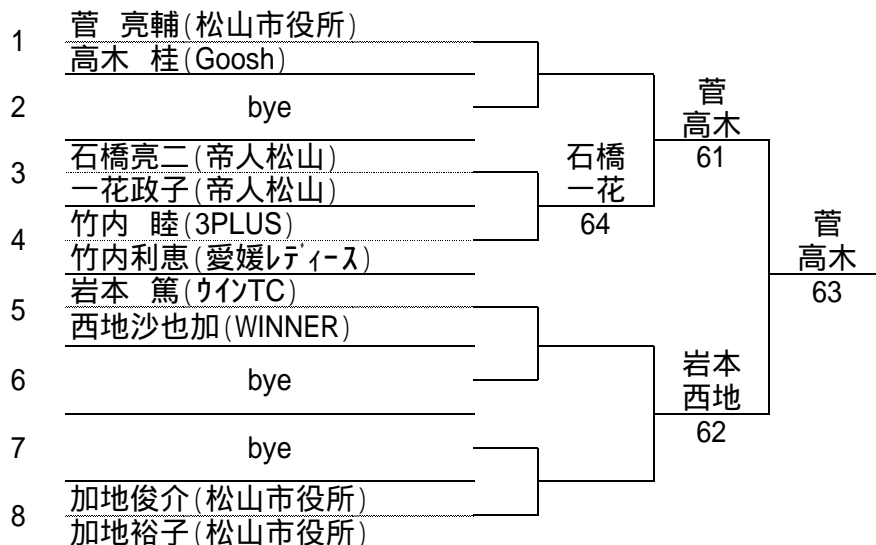 1
菅 亮輔(松山市役所)
高木 桂(Goosh)
2
bye
3
石橋亮二(帝人松山)
一花政子(帝人松山)
4
竹内 睦(3PLUS)
竹内利恵(愛媛ﾚﾃﾞｨｰｽ)
5
岩本 篤(ｳｲﾝTC)
西地沙也加(WINNER)
6
bye
7
bye
8
加地俊介(松山市役所)
加地裕子(松山市役所)
石橋
一花
64
菅
高木
61
岩本
西地
62
菅
高木
63